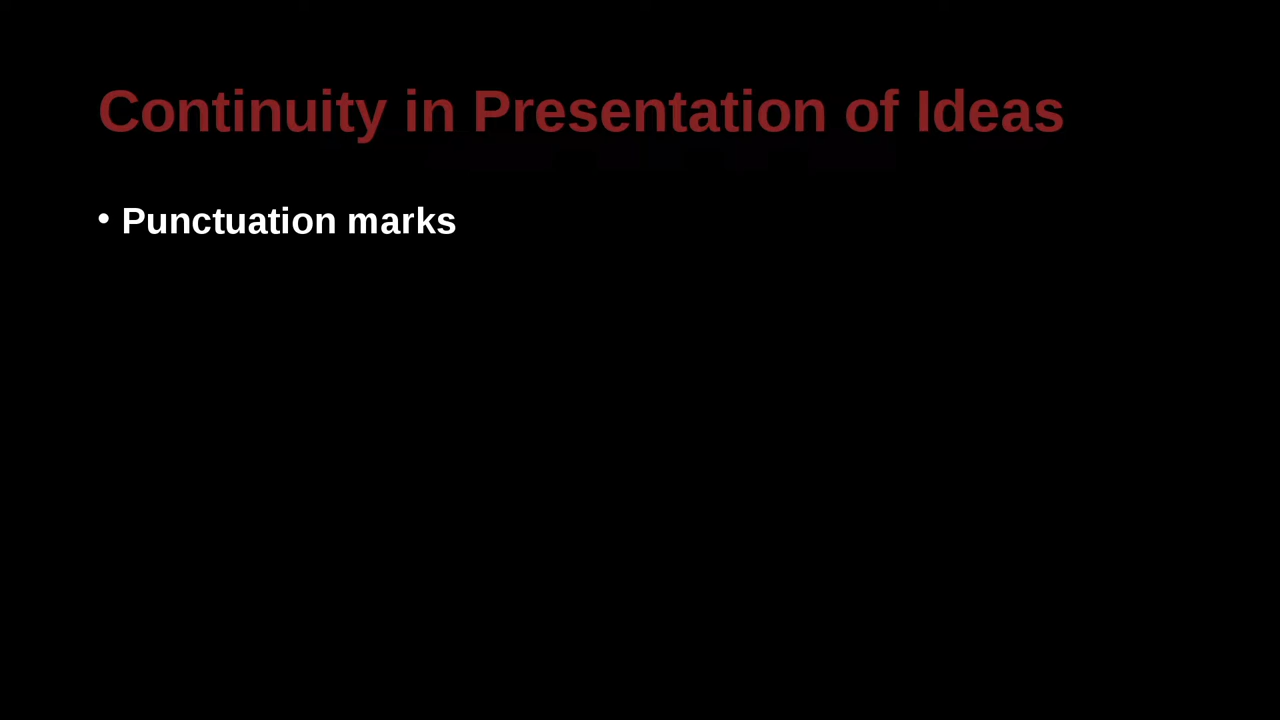 Continuity in Presentation of Ideas
• Punctuation marks